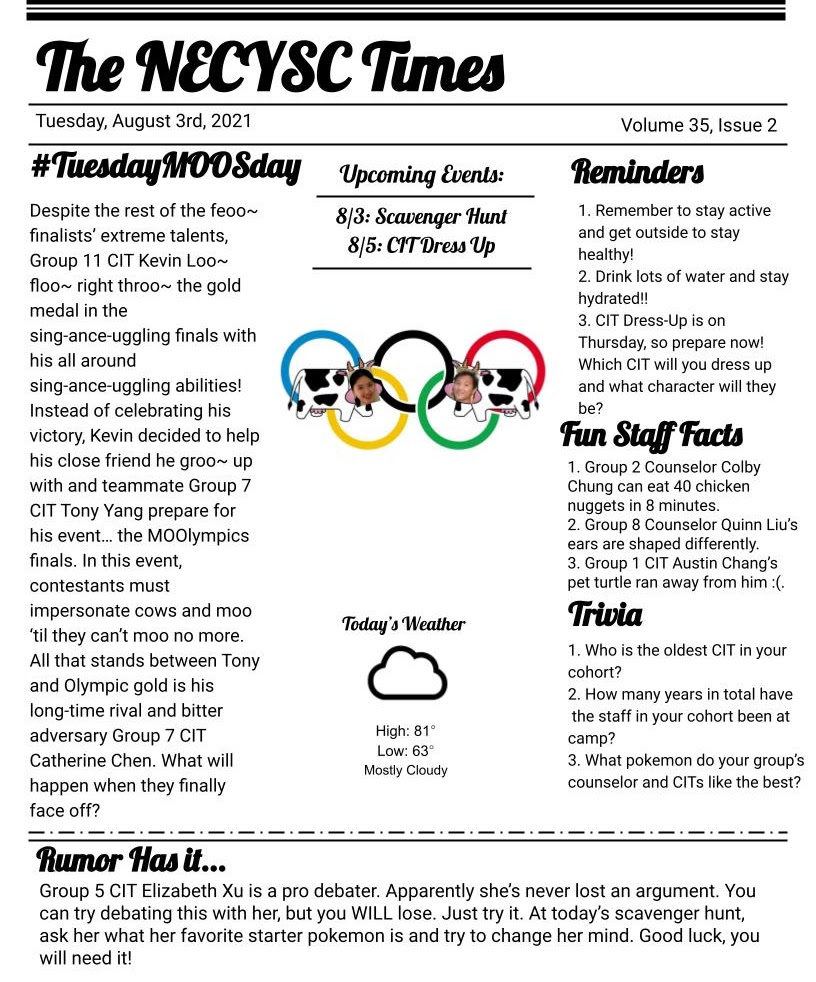 The NECYSC Times
Tuesday, August 3rd, 2021
Volume 35, Issue 2
#TuesdayMOOSday
Despite the rest of the feoo~
finalists’ extreme talents,
Group 11 CIT Kevin Loo~
floo~ right throo~ the gold
medal in the
sing-ance-uggling finals with
his all around
sing-ance-uggling abilities!
Instead of celebrating his
victory, Kevin decided to help
his close friend he groo~ up
with and teammate Group 7
CIT Tony Yang prepare for
his event… the MOOlympics
finals. In this event,
contestants must
impersonate cows and moo
‘til they can’t moo no more.
All that stands between Tony
and Olympic gold is his
long-time rival and bitter
adversary Group 7 CIT
Catherine Chen. What will
happen when they finally
face off?
Upcoming Events:
8/3: Scavenger Hunt
8/5: CIT Dress Up
Today’s Weather
High: 81°
Low: 63°
Mostly Cloudy
Reminders
1. Remember to stay active
and get outside to stay
healthy!
2. Drink lots of water and stay
hydrated!!
3. CIT Dress-Up is on
Thursday, so prepare now!
Which CIT will you dress up
and what character will they
be?
Fun Staff Facts
1. Group 2 Counselor Colby
Chung can eat 40 chicken
nuggets in 8 minutes.
2. Group 8 Counselor Quinn Liu’s
ears are shaped differently.
3. Group 1 CIT Austin Chang’s
pet turtle ran away from him :(.
Trivia
1. Who is the oldest CIT in your
cohort?
2. How many years in total have
the staff in your cohort been at
camp?
3. What pokemon do your group’s
counselor and CITs like the best?
Rumor Has it...
Group 5 CIT Elizabeth Xu is a pro debater. Apparently she’s never lost an argument. You
can try debating this with her, but you WILL lose. Just try it. At today’s scavenger hunt,
ask her what her favorite starter pokemon is and try to change her mind. Good luck, you
will need it!